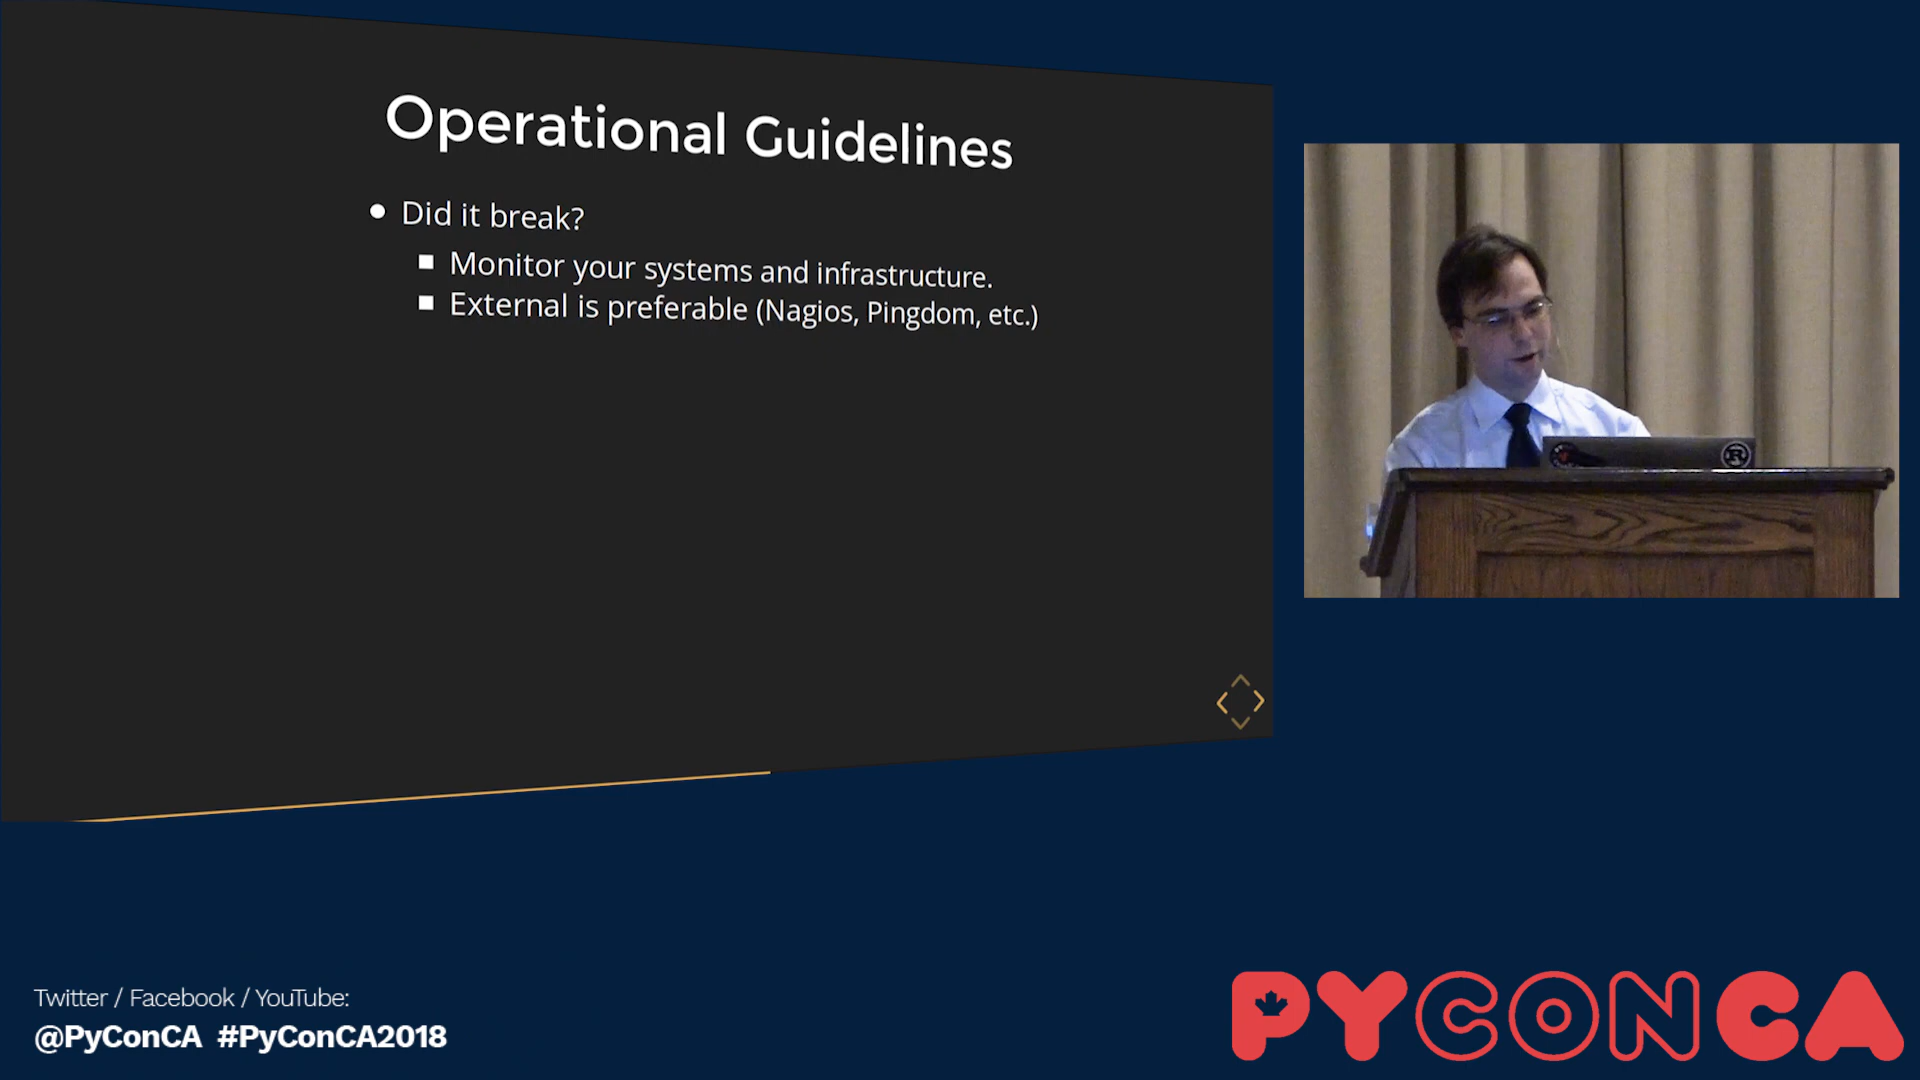 Operational Guidelines
Did it break?
Monitor your systems and infrastructure.
External is preferable (Nagios, Pingdom, etc.)
R
Twitter / Facebook / YouTube:
@PyConCA #PyConCA2018
PYCONCA